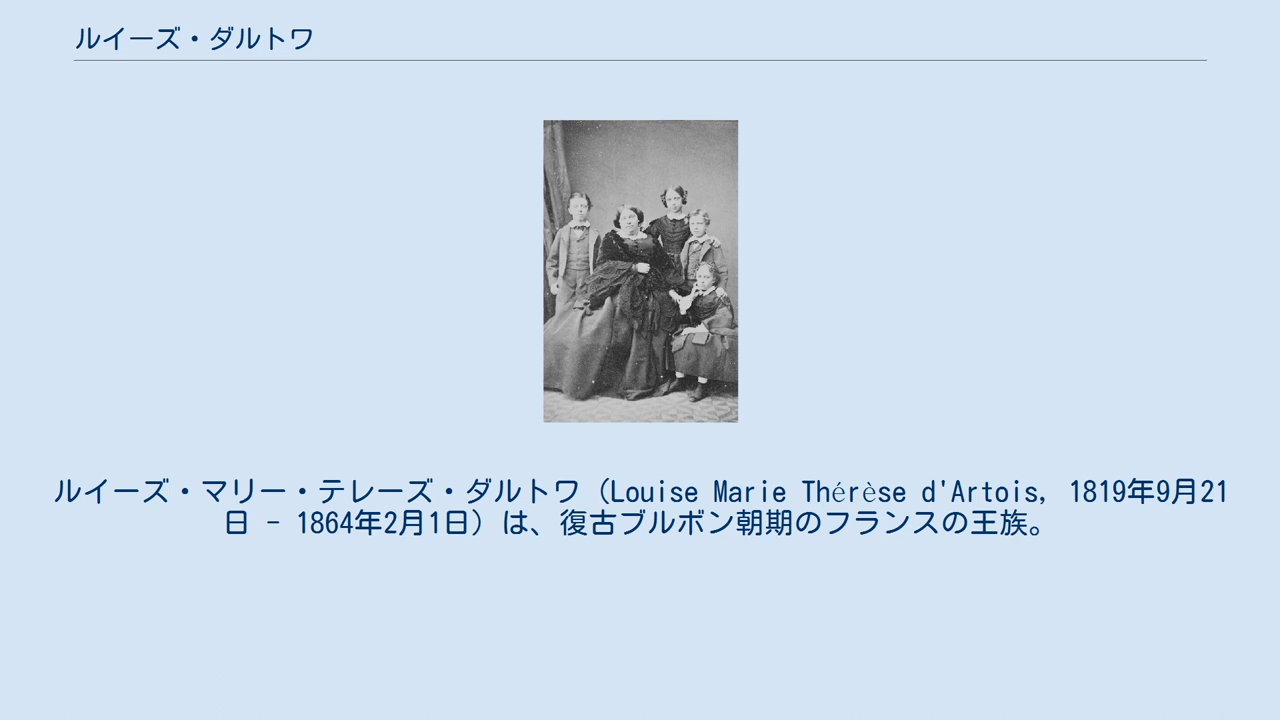 ルイーズ・ダルトワ
ルイーズ・マリー・テレーズ・ダルトワ（Louise Marie Thérèse d'Artois, 1819年9月21
日 - 1864年2月1日）は、復古ブルボン朝期のフランスの王族。